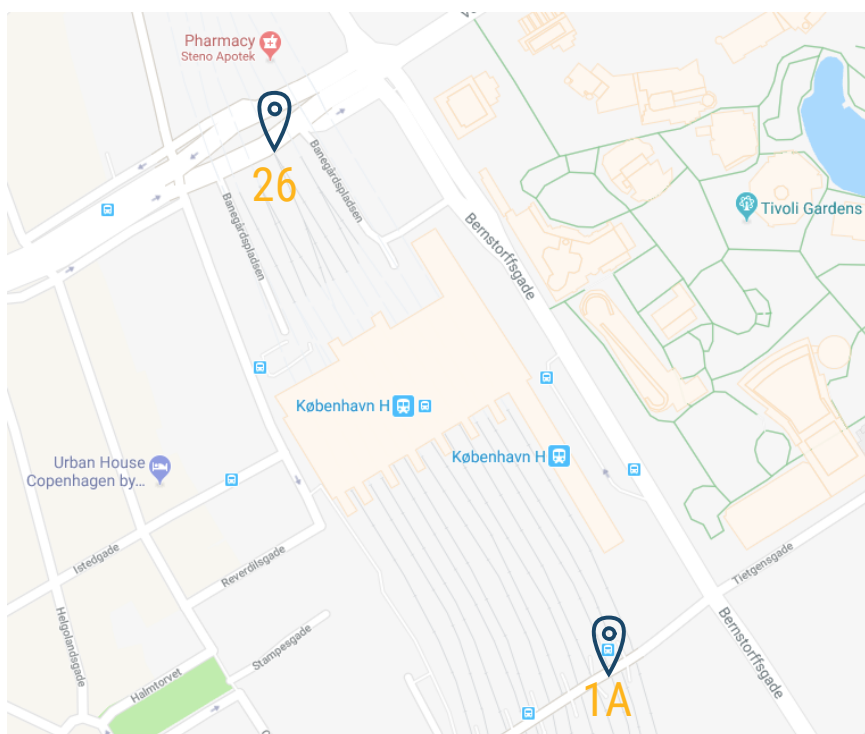 Pharmacy
Steno Apotek
26
Banegårdspladsen
Banegårdspladsen
Bernstorffsgade
Tivoli Gardens
København H
København H
Urban House
Copenhagen by...
Istedgade
Reverdilsgade
Tietgensgade
Helgolandsgade
Stampesgade
Halmtorvet
Bernstorffsgade
1A